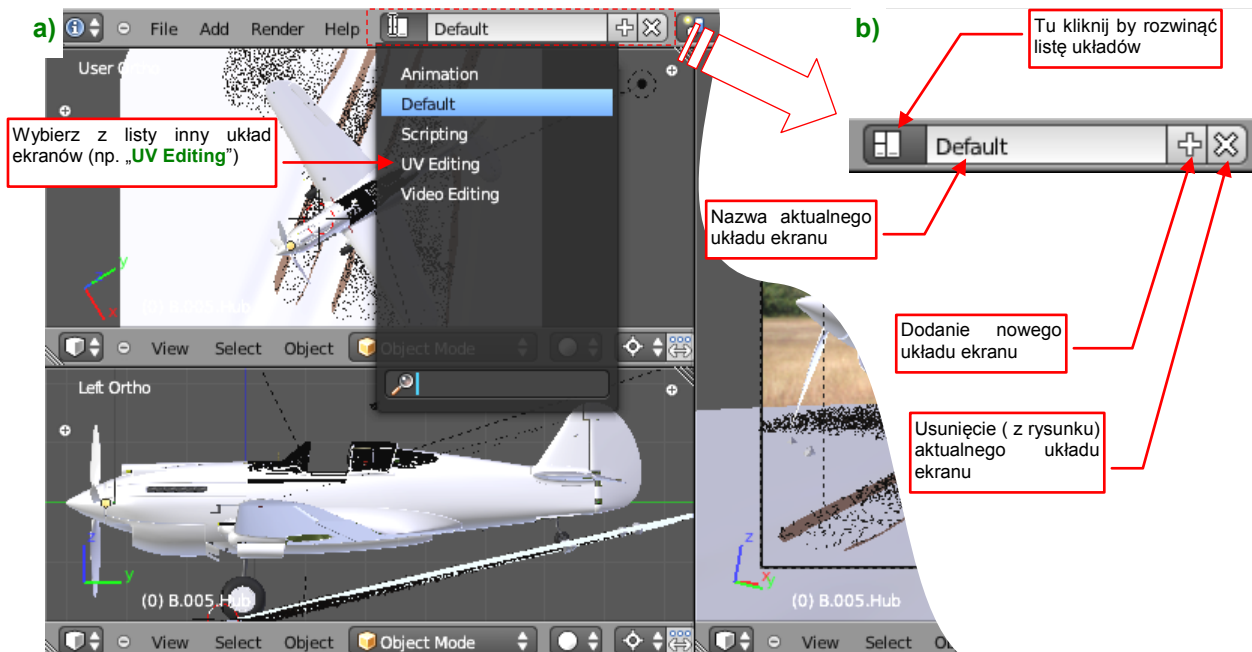 a)
File Add Render Help Default
User Ortho
Animation
Default
Scripting
UV Editing
Video Editing
Wybierz z listy inny układ
ekranów (np. „UV Editing”)
y
x
(0) B.005.Hub
View Select Object Object Mode
Left Ortho
z
y
(0) B.005.Hub
View Select Object Object Mode
b)
Tu kliknij by rozwinąć
listę układów
Default
Nazwa aktualnego
układu ekranu
Dodanie nowego
układu ekranu
Usunięcie ( z rysunku)
aktualnego układu
ekranu
z
x
y
(0) B.005.Hub
View Select